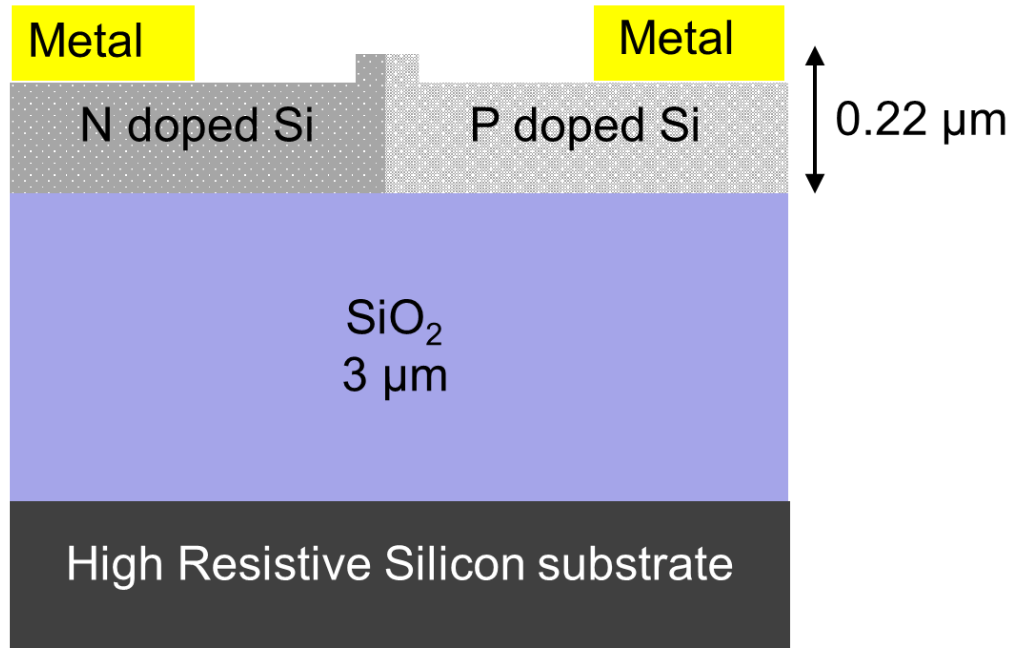 Metal
Metal
N doped Si
P doped Si
0.22 µm
SiO₂
3 µm
High Resistive Silicon substrate